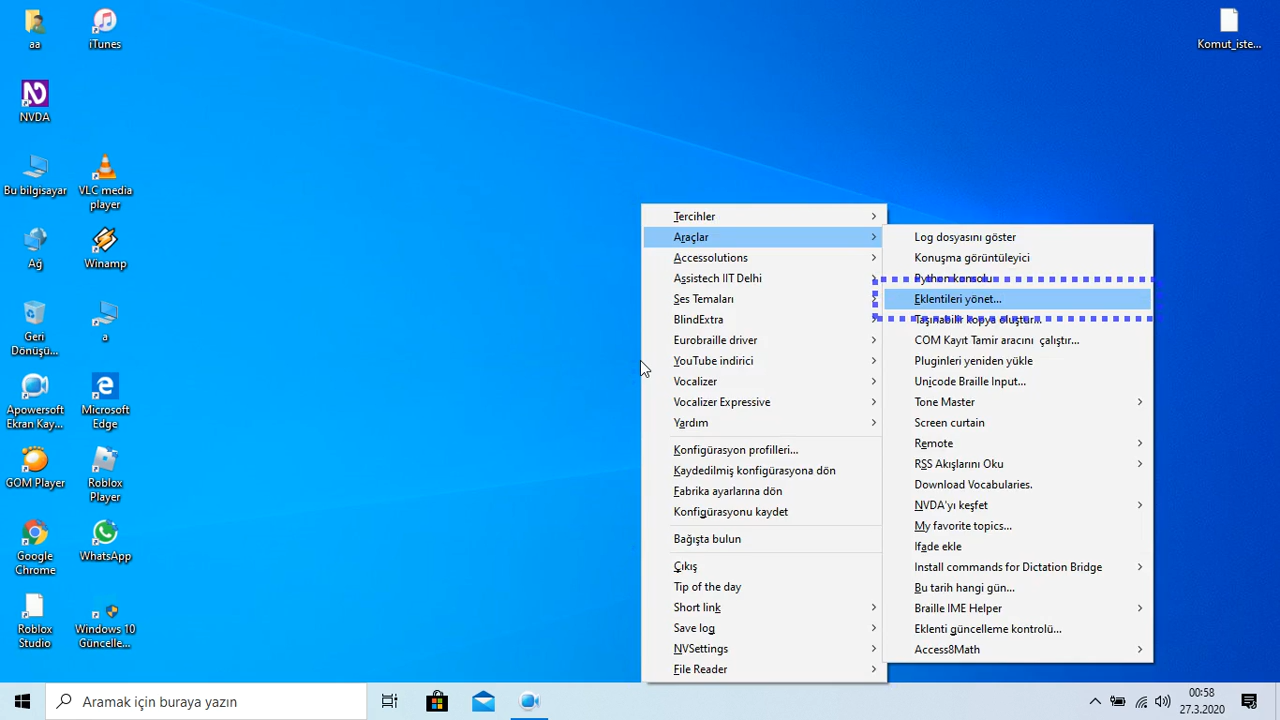 aa
iTunes
Komut_iste...
NVDA
Bu bilgisayar
VLC media
player
Ağ
Winamp
Geri
Dönüşu...
a
Apowersoft
Ekran Kay...
Microsoft
Edge
GOM Player
Roblox
Player
Google
Chrome
WhatsApp
Roblox
Studio
Windows 10
Güncelle...
Tercihler
Araçlar
Accessolutions
Assistech IIT Delhi
Ses Temaları
BlindExtra
Eurobraille driver
YouTube indirici
Vocalizer
Vocalizer Expressive
Yardım
Konfigürasyon profilleri...
Kaydedilmiş konfigürasyona dön
Fabrika ayarlarına dön
Konfigürasyonu kaydet
Bağışta bulun
Çıkış
Tip of the day
Short link
Save log
NVSettings
File Reader
Log dosyasını göster
Konuşma görüntüleyici
Python konsolu
Eklentileri yönet...
Taşınabilir kopya oluştur...
COM Kayıt Tamir aracını çalıştır...
Pluginleri yeniden yükle
Unicode Braille Input...
Tone Master
Screen curtain
Remote
RSS Akışlarını Oku
Download Vocabularies.
NVDA'yı keşfet
My favorite topics...
İfade ekle
Install commands for Dictation Bridge
Bu tarih hangi gün...
Braille IME Helper
Eklenti güncelleme kontrolü...
Access8Math
Aramak için buraya yazın
00:58
27.3.2020